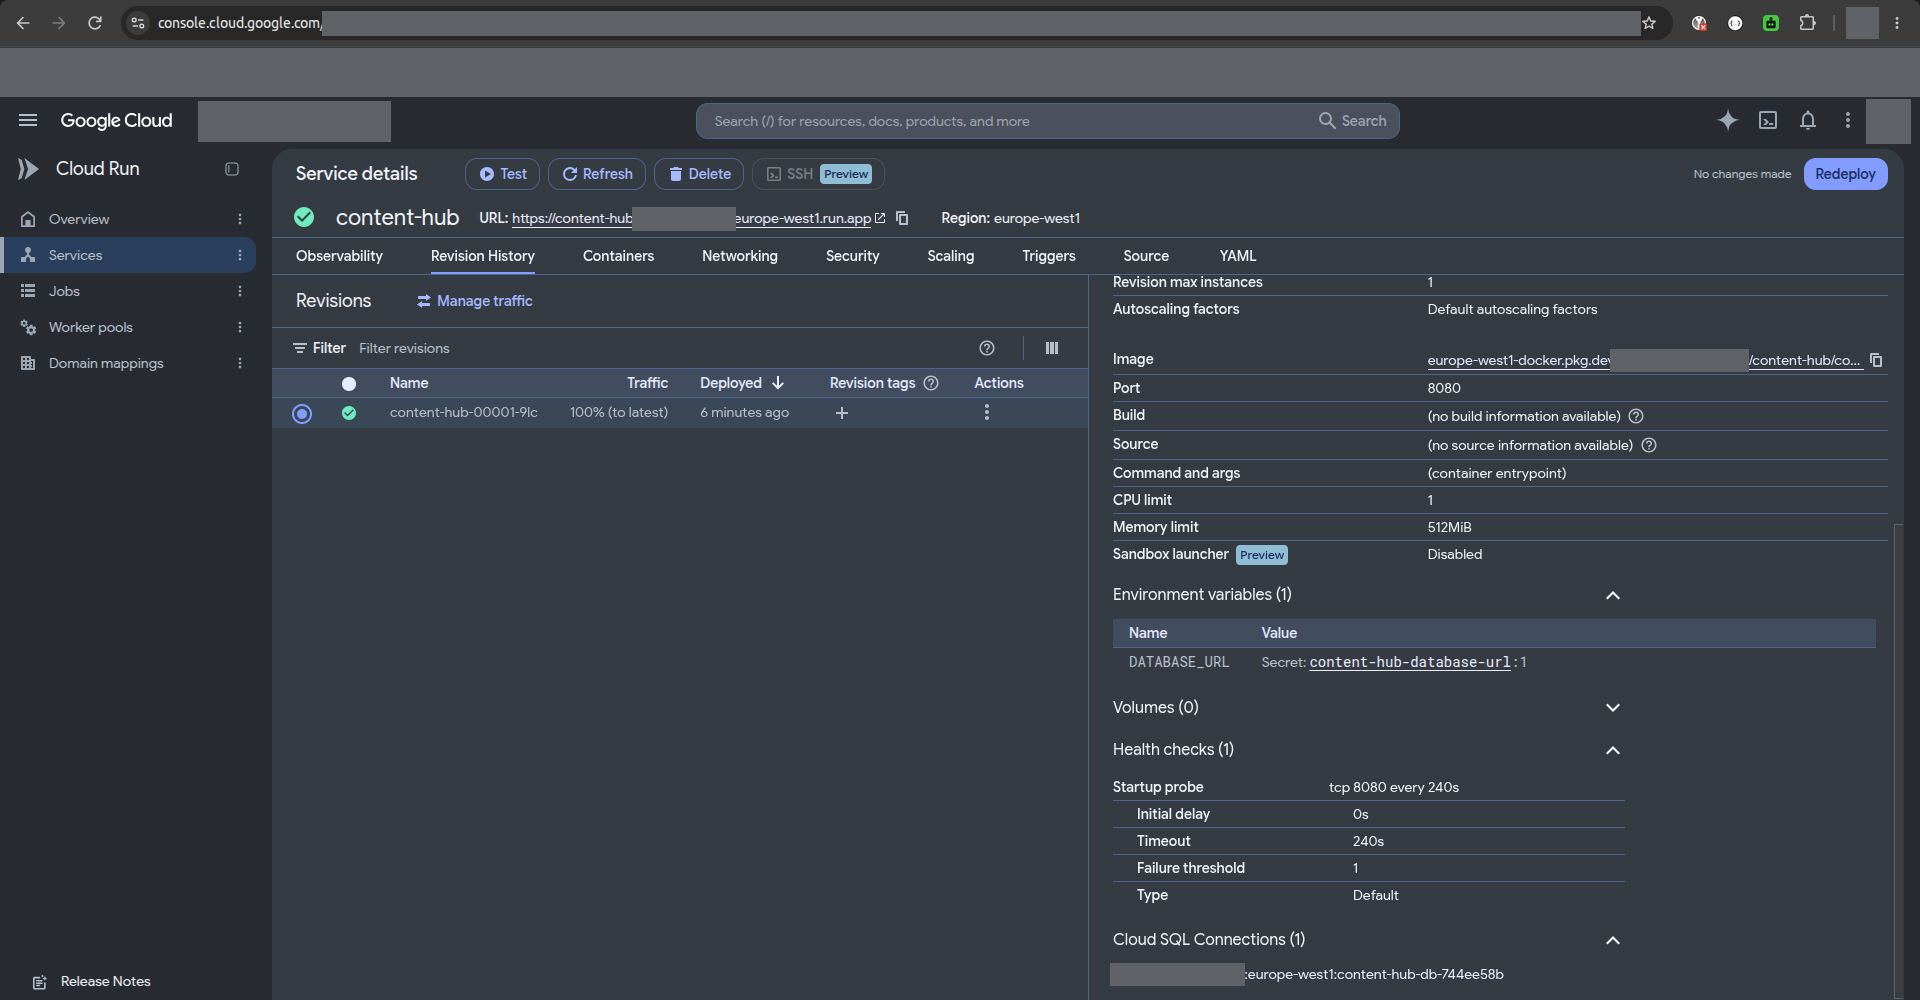 console.cloud.google.com/
Google Cloud
Search (/) for resources, docs, products, and more
Search
Cloud Run
Overview
Services
Jobs
Worker pools
Domain mappings
Release Notes
Service details
Test
Refresh
Delete
SSH Preview
No changes made
Redeploy
content-hub
URL: https://content-hub europe-west1.run.app
Region: europe-west1
Observability
Revision History
Containers
Networking
Security
Scaling
Triggers
Source
YAML
Revisions
Manage traffic
Filter Filter revisions
Name Traffic Deployed Revision tags Actions
content-hub-00001-9lc 100% (to latest) 6 minutes ago
Revision max instances 1
Autoscaling factors Default autoscaling factors
Image europe-west1-docker.pkg.dev /content-hub/co...
Port 8080
Build (no build information available)
Source (no source information available)
Command and args (container entrypoint)
CPU limit 1
Memory limit 512MiB
Sandbox launcher Preview Disabled
Environment variables (1)
Name Value
DATABASE_URL Secret: content-hub-database-url:1
Volumes (0)
Health checks (1)
Startup probe tcp 8080 every 240s
Initial delay 0s
Timeout 240s
Failure threshold 1
Type Default
Cloud SQL Connections (1)
:europe-west1:content-hub-db-744ee58b